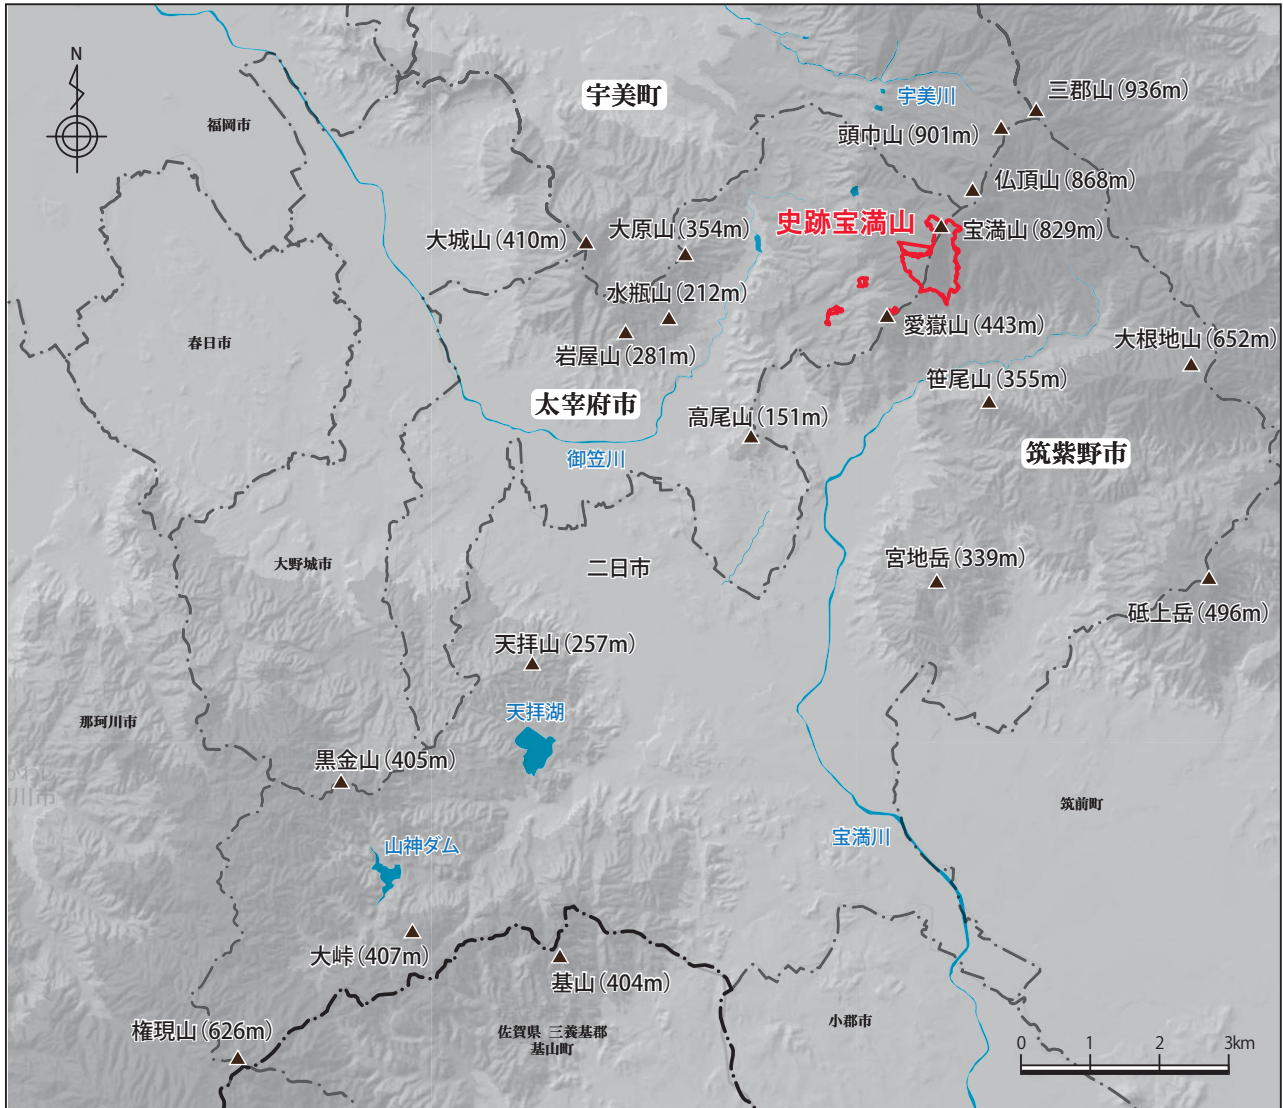 N
宇美町
宇美川
三郡山(936m)
福岡市
頭巾山(901m)
仏頂山(868m)
史跡宝満山
大原山(354m)
宝満山(829m)
大城山(410m)
水瓶山(212m)
愛嶽山(443m)
春日市
大根地山(652m)
岩屋山(281m)
笹尾山(355m)
太宰府市
高尾山(151m)
筑紫野市
御笠川
大野城市
二日市
宮地岳(339m)
砥上岳(496m)
天拝山(257m)
天拝湖
那珂川市
黒金山(405m)
川市
筑前町
宝満川
山神ダム
大峠(407m)
基山(404m)
権現山(626m)
佐賀県 三養基郡
基山町
小郡市
0 1 2 3km